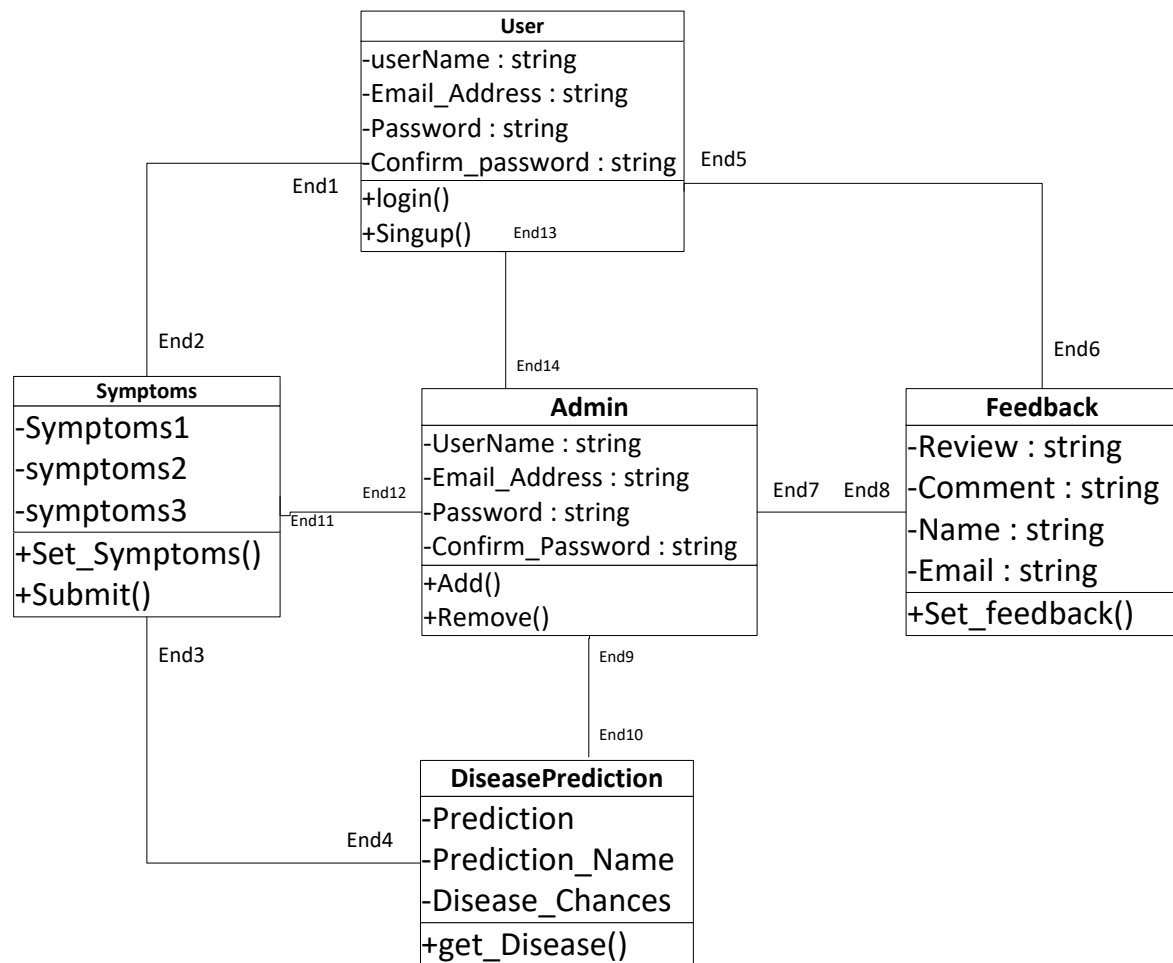 User
-userName : string
-Email_Address : string
-Password : string
-Confirm_password : string
+login()
+Singup()
End1
End5
End13
End2
End14
End6
Symptoms
-Symptoms1
-symptoms2
-symptoms3
+Set_Symptoms()
+Submit()
End12
End11
Admin
-UserName : string
-Email_Address : string
-Password : string
-Confirm_Password : string
+Add()
+Remove()
End7
End8
Feedback
-Review : string
-Comment : string
-Name : string
-Email : string
+Set_feedback()
End3
End9
End10
End4
DiseasePrediction
-Prediction
-Prediction_Name
-Disease_Chances
+get_Disease()